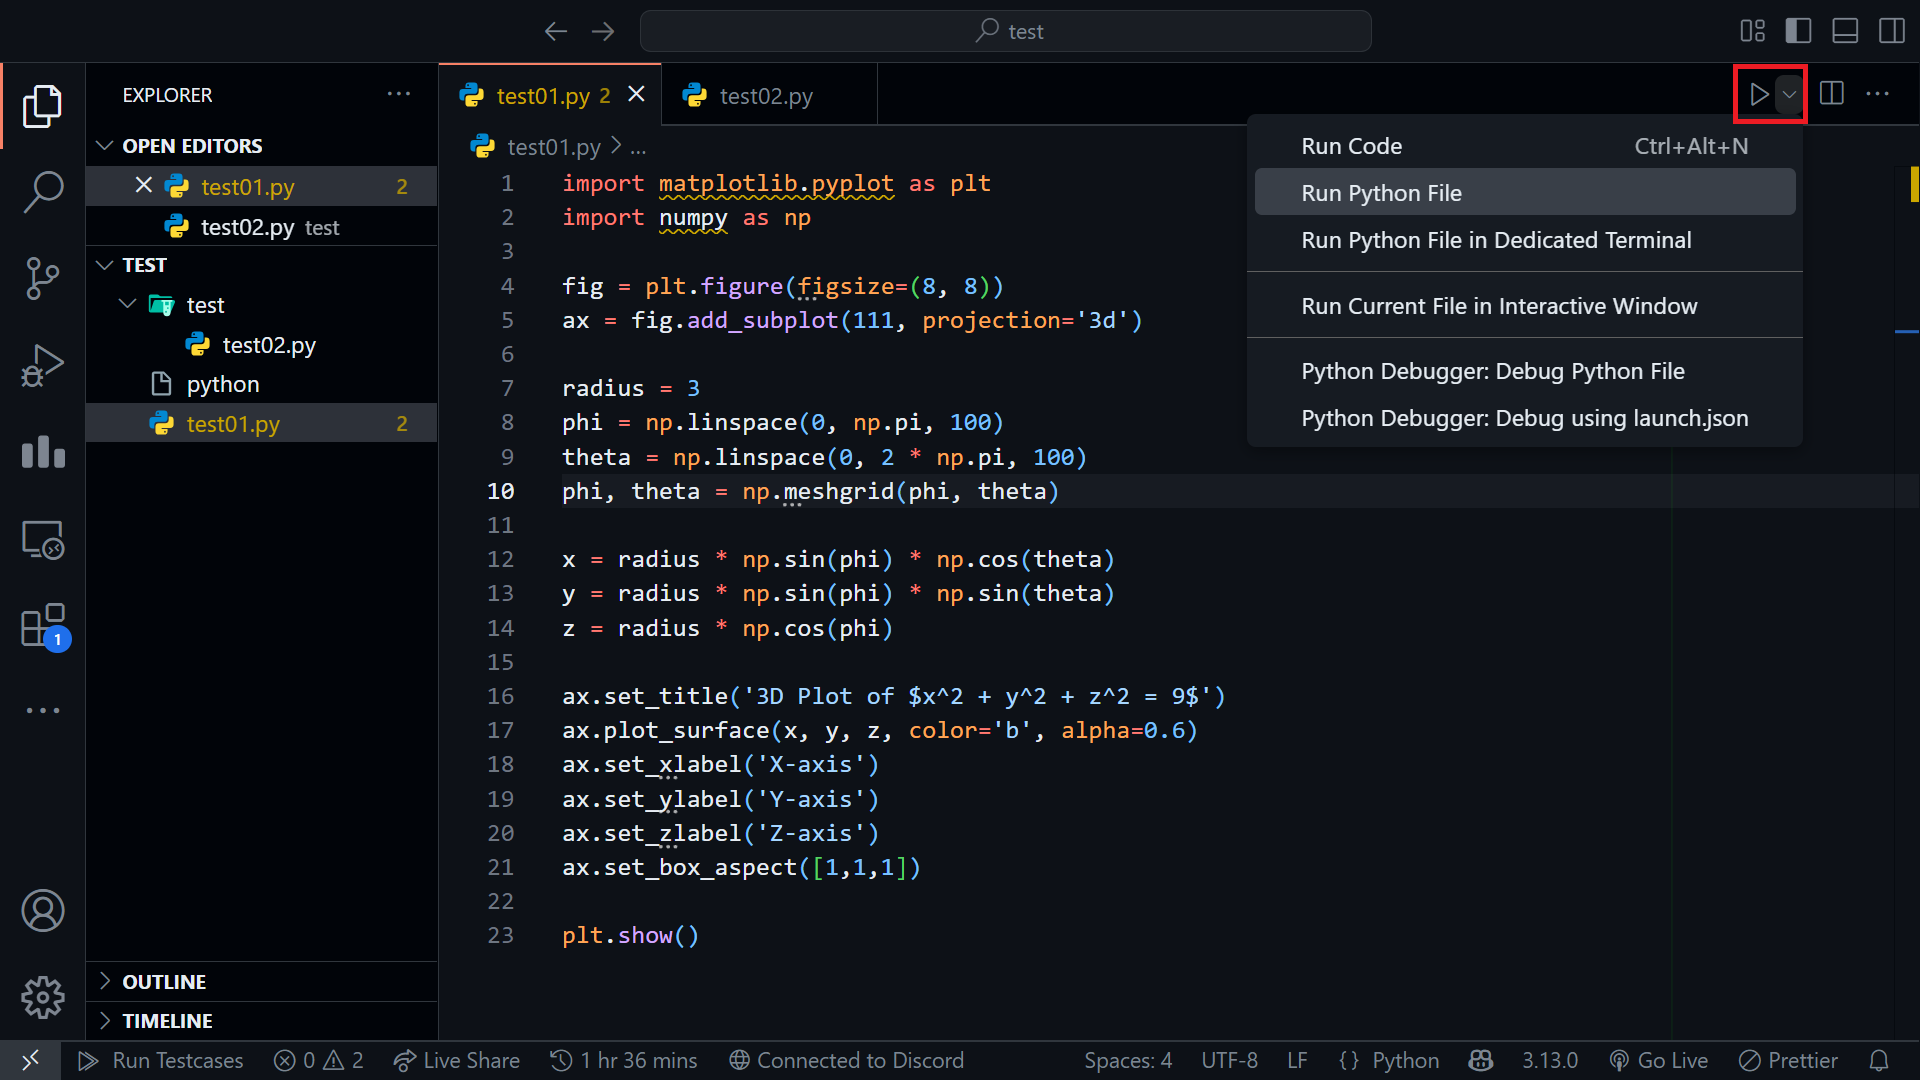 test
EXPLORER
OPEN EDITORS
test01.py 2
test02.py test
TEST
test
test02.py
python
test01.py 2
OUTLINE
TIMELINE
1
test01.py 2
test02.py
test01.py > ...
1 import matplotlib.pyplot as plt
2 import numpy as np
3
4 fig = plt.figure(figsize=(8, 8))
5 ax = fig.add_subplot(111, projection='3d')
6
7 radius = 3
8 phi = np.linspace(0, np.pi, 100)
9 theta = np.linspace(0, 2 * np.pi, 100)
10 phi, theta = np.meshgrid(phi, theta)
11
12 x = radius * np.sin(phi) * np.cos(theta)
13 y = radius * np.sin(phi) * np.sin(theta)
14 z = radius * np.cos(phi)
15
16 ax.set_title('3D Plot of $x^2 + y^2 + z^2 = 9$')
17 ax.plot_surface(x, y, z, color='b', alpha=0.6)
18 ax.set_xlabel('X-axis')
19 ax.set_ylabel('Y-axis')
20 ax.set_zlabel('Z-axis')
21 ax.set_box_aspect([1,1,1])
22
23 plt.show()
Run Code Ctrl+Alt+N
Run Python File
Run Python File in Dedicated Terminal
Run Current File in Interactive Window
Python Debugger: Debug Python File
Python Debugger: Debug using launch.json
Run Testcases 0 2 Live Share 1 hr 36 mins Connected to Discord Spaces: 4 UTF-8 LF {} Python 3.13.0 Go Live Prettier